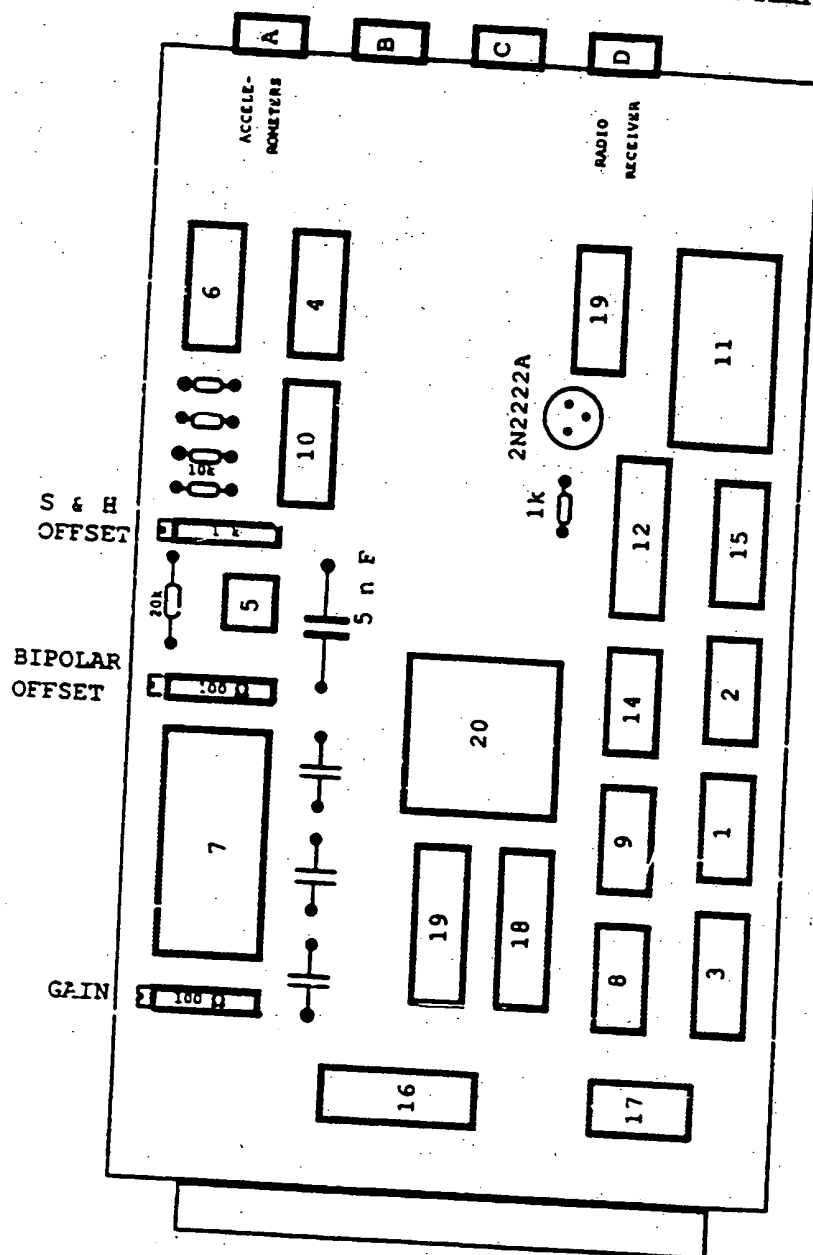 A
B
C
D
ACCELE-
ROMETERS
RADIO
RECEIVER
6
4
19
11
2N2222A
10
10k
1k
12
15
S & H
OFFSET
1 k
20k
5
5 n F
BIPOLAR
OFFSET
100 Ω
14
2
20
7
9
1
19
18
8
3
GAIN
100 Ω
16
17